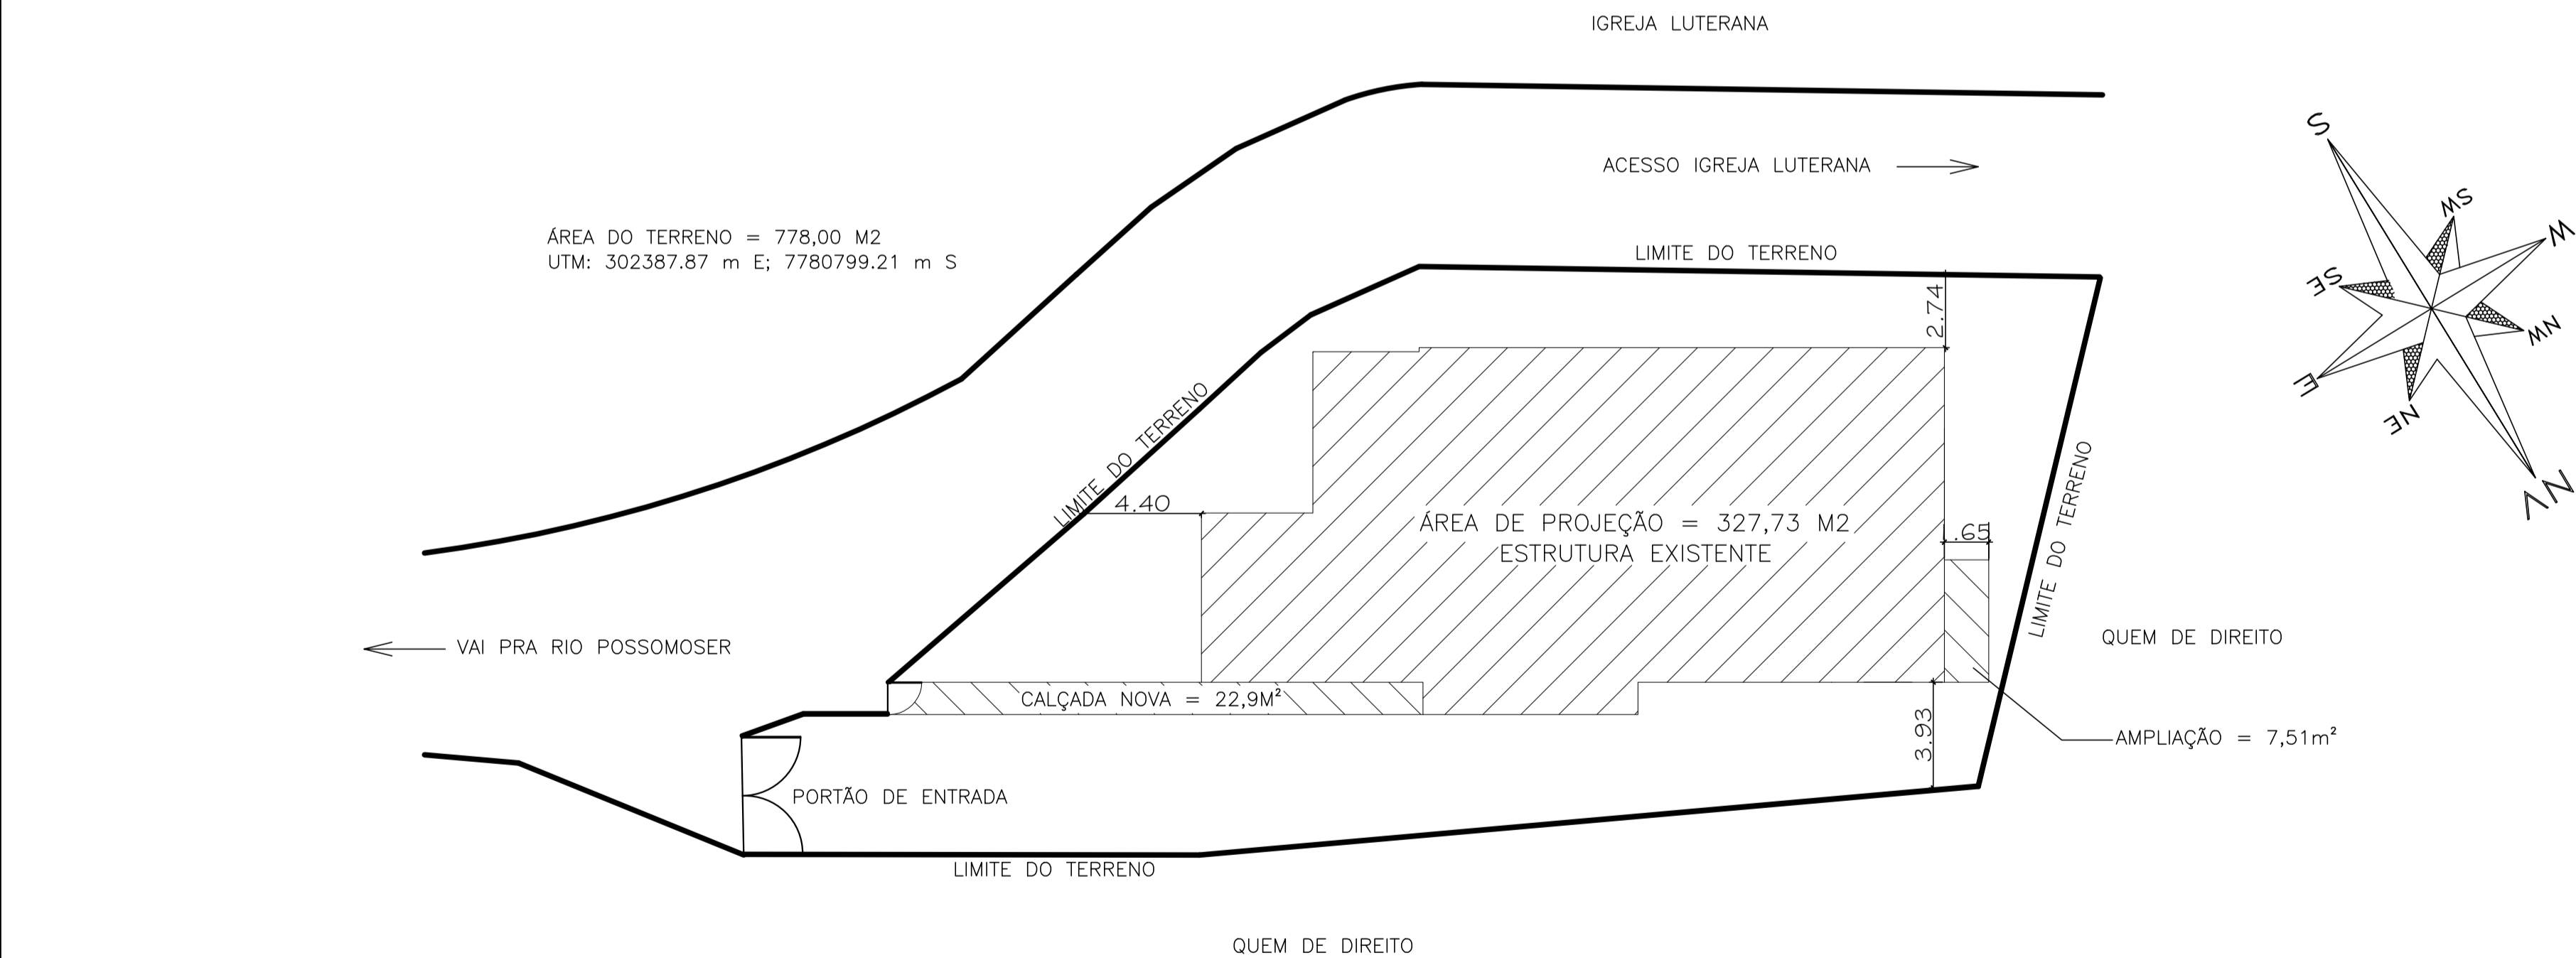 IGREJA LUTERANA
ACESSO IGREJA LUTERANA
ÁREA DO TERRENO = 778,00 M2
UTM: 302387.87 m E; 7780799.21 m S
LIMITE DO TERRENO
2.74
S
SW
W
SE
NW
E
NE
NV
LIMITE DO TERRENO
4.40
ÁREA DE PROJEÇÃO = 327,73 M2
ESTRUTURA EXISTENTE
.65
LIMITE DO TERRENO
VAI PRA RIO POSSOMOSER
QUEM DE DIREITO
CALÇADA NOVA = 22,9M²
3.93
AMPLIAÇÃO = 7,51m²
PORTÃO DE ENTRADA
LIMITE DO TERRENO
QUEM DE DIREITO